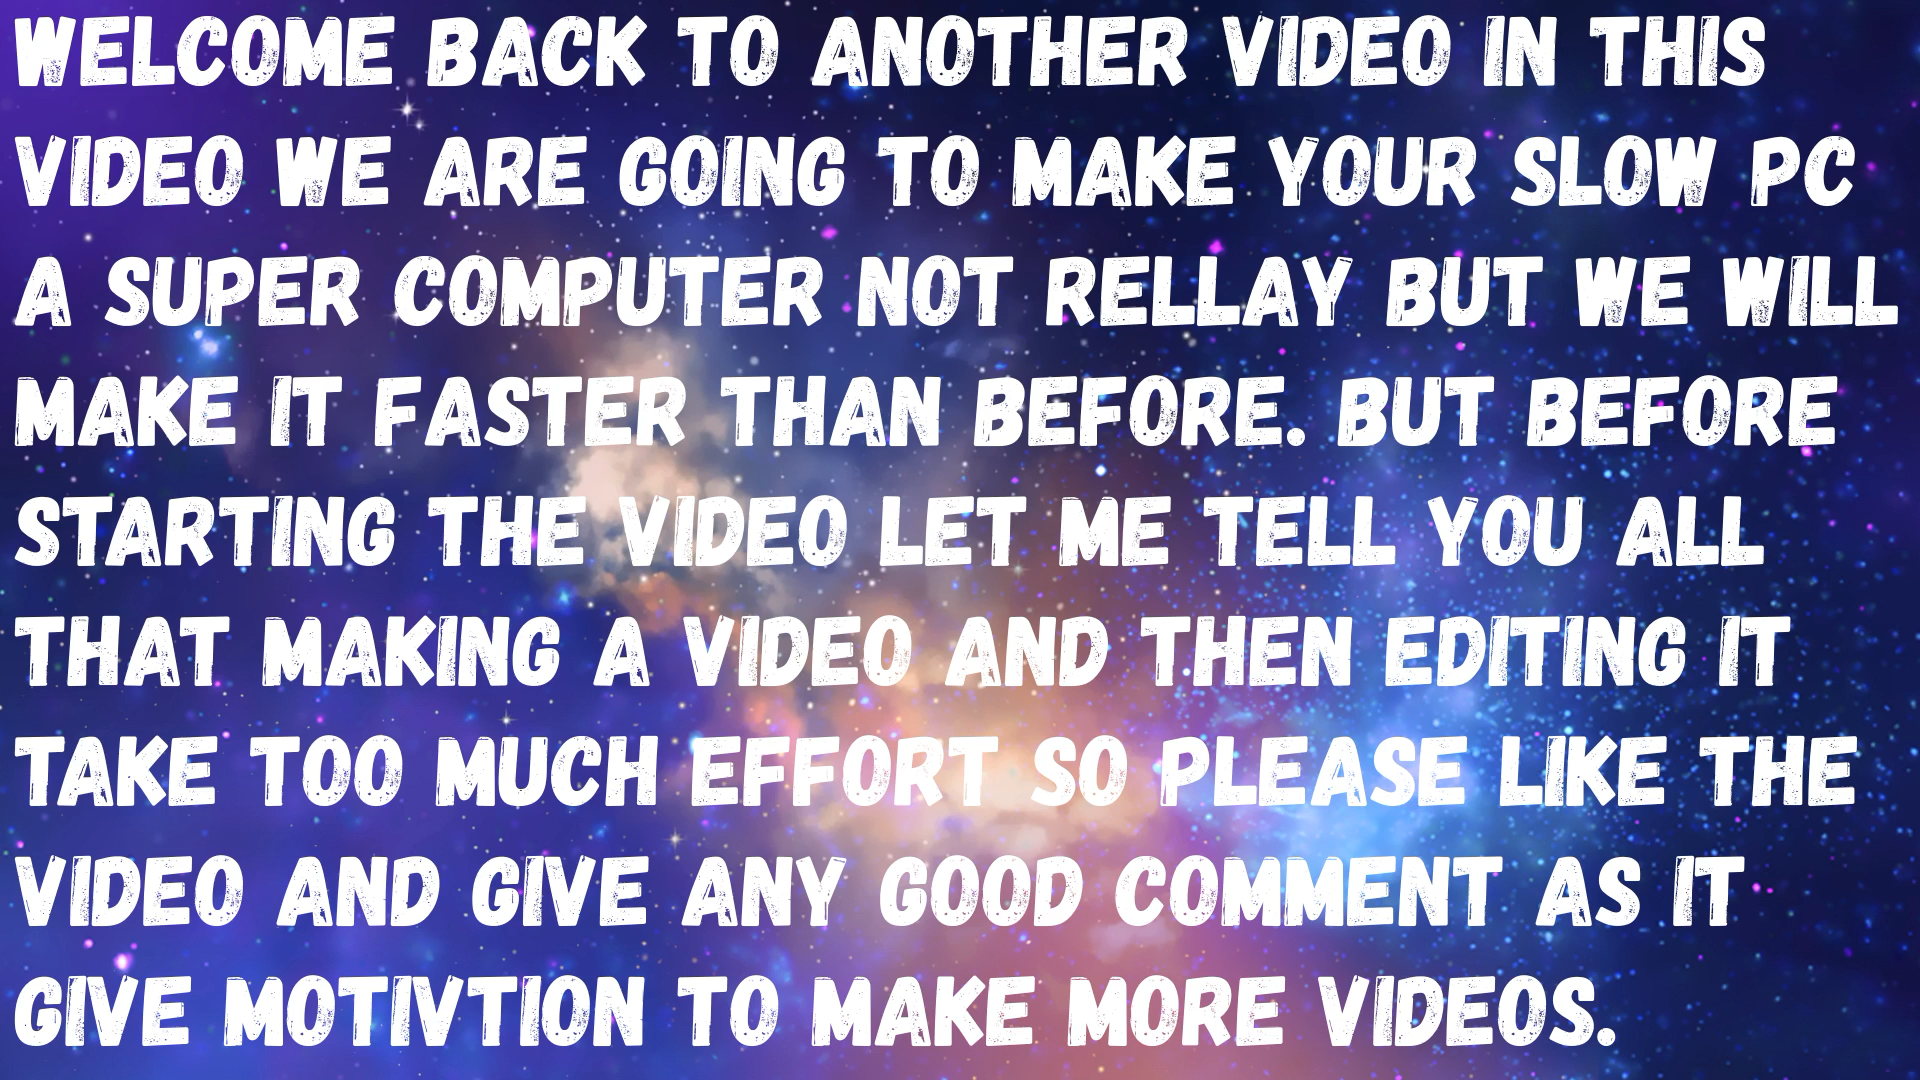 WELCOME BACK TO ANOTHER VIDEO IN THIS
VIDEO WE ARE GOING TO MAKE YOUR SLOW PC
A SUPER COMPUTER NOT RELLAY BUT WE WILL
MAKE IT FASTER THAN BEFORE. BUT BEFORE
STARTING THE VIDEO LET ME TELL YOU ALL
THAT MAKING A VIDEO AND THEN EDITING IT
TAKE TOO MUCH EFFORT SO PLEASE LIKE THE
VIDEO AND GIVE ANY GOOD COMMENT AS IT
GIVE MOTIVTION TO MAKE MORE VIDEOS.